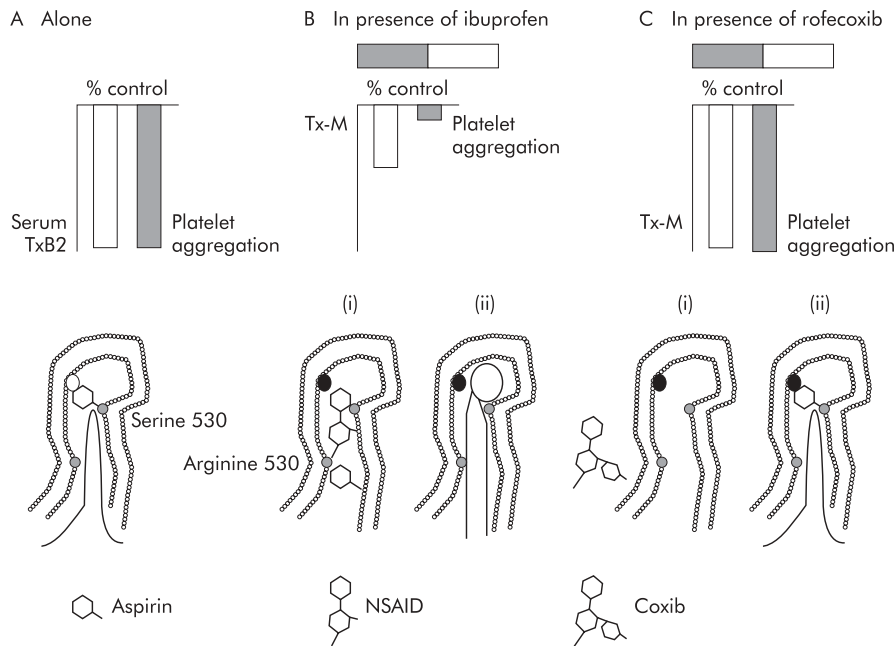 A Alone
B In presence of ibuprofen
C In presence of rofecoxib
% control
Serum
TxB2
Platelet
aggregation
% control
Tx-M
Platelet
aggregation
% control
Tx-M
Platelet
aggregation
(i)
(ii)
(i)
(ii)
Serine 530
Arginine 530
Aspirin
NSAID
Coxib